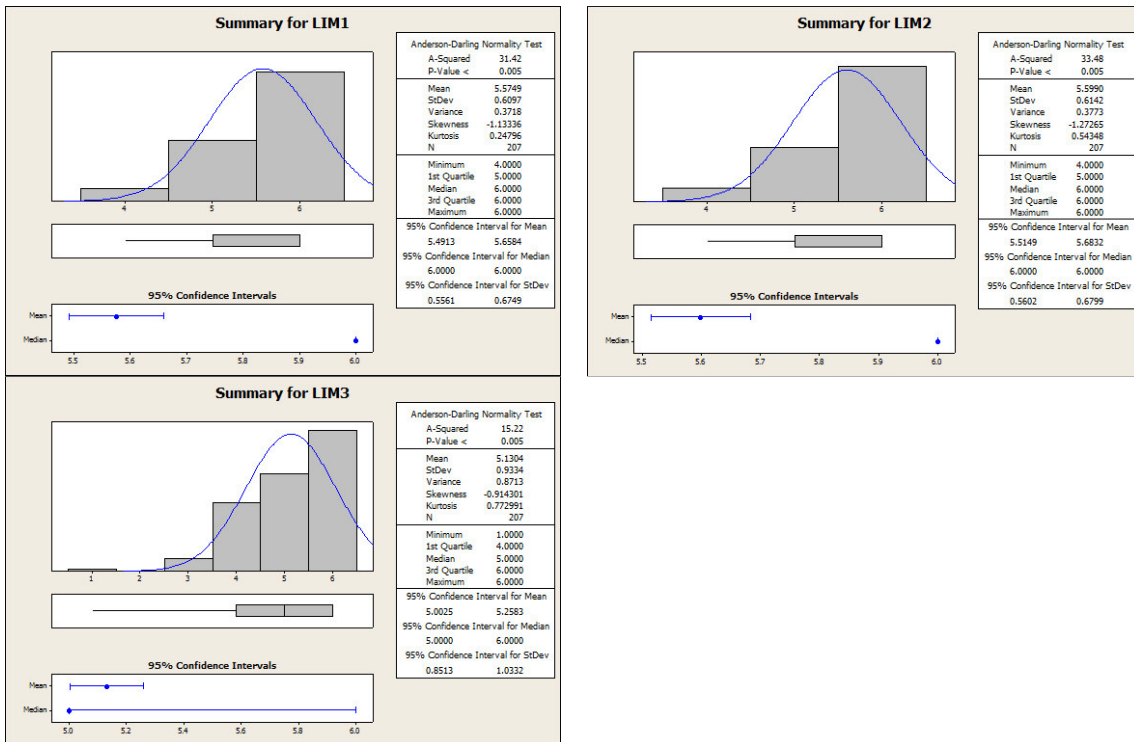 Summary for LIM1
4 5 6
95% Confidence Intervals
Mean
Median
5.5 5.6 5.7 5.8 5.9 6.0
Anderson-Darling Normality Test
A-Squared 31.42
P-Value < 0.005
Mean 5.5749
StDev 0.6097
Variance 0.3718
Skewness -1.13336
Kurtosis 0.24796
N 207
Minimum 4.0000
1st Quartile 5.0000
Median 6.0000
3rd Quartile 6.0000
Maximum 6.0000
95% Confidence Interval for Mean
5.4913 5.6584
95% Confidence Interval for Median
6.0000 6.0000
95% Confidence Interval for StDev
0.5561 0.6749
Summary for LIM2
4 5 6
95% Confidence Intervals
Mean
Median
5.5 5.6 5.7 5.8 5.9 6.0
Anderson-Darling Normality Test
A-Squared 33.48
P-Value < 0.005
Mean 5.5990
StDev 0.6142
Variance 0.3773
Skewness -1.27265
Kurtosis 0.54348
N 207
Minimum 4.0000
1st Quartile 5.0000
Median 6.0000
3rd Quartile 6.0000
Maximum 6.0000
95% Confidence Interval for Mean
5.5149 5.6832
95% Confidence Interval for Median
6.0000 6.0000
95% Confidence Interval for StDev
0.5602 0.6799
Summary for LIM3
1 2 3 4 5 6
95% Confidence Intervals
Mean
Median
5.0 5.2 5.4 5.6 5.8 6.0
Anderson-Darling Normality Test
A-Squared 15.22
P-Value < 0.005
Mean 5.1304
StDev 0.9334
Variance 0.8713
Skewness -0.914301
Kurtosis 0.772991
N 207
Minimum 1.0000
1st Quartile 4.0000
Median 5.0000
3rd Quartile 6.0000
Maximum 6.0000
95% Confidence Interval for Mean
5.0025 5.2583
95% Confidence Interval for Median
5.0000 6.0000
95% Confidence Interval for StDev
0.8513 1.0332